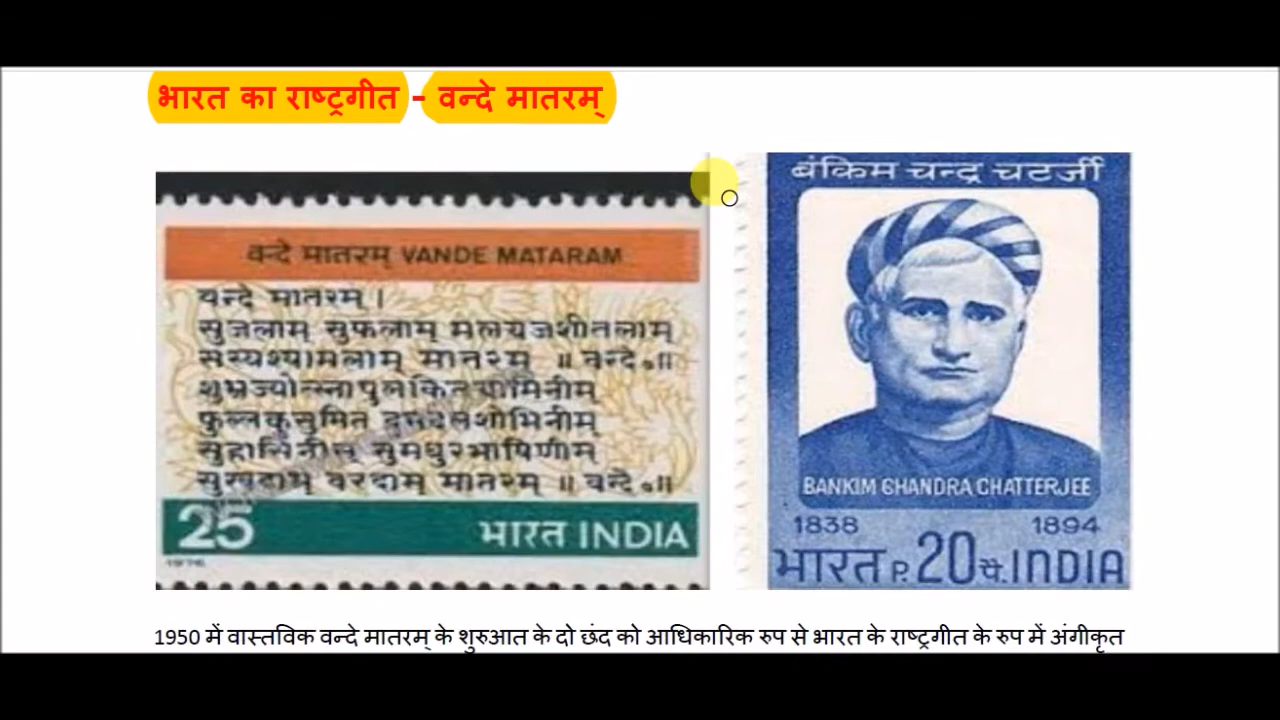 भारत का राष्ट्रगीत - वन्दे मातरम्
वन्दे मातरम् VANDE MATARAM
वन्दे मातरम् ।
सुजलाम् सुफलाम् मलयजशीतलाम्
सस्यश्यामलाम् मातरम् ॥ वन्दे॰॥
शुभ्रज्योत्स्नापुलकितयामिनीम्
फुल्लकुसुमित द्रुमदलशोभिनीम्
सुहासिनीम् सुमधुरभाषिणीम्
सुखदाम् वरदाम् मातरम् ॥ वन्दे॰॥
25 भारत INDIA
1976
बंकिम चन्द्र चटर्जी
BANKIM CHANDRA CHATTERJEE
1838 1894
भारत P. 20 पै. INDIA
1950 में वास्तविक वन्दे मातरम् के शुरुआत के दो छंद को आधिकारिक रुप से भारत के राष्ट्रगीत के रुप में अंगीकृत